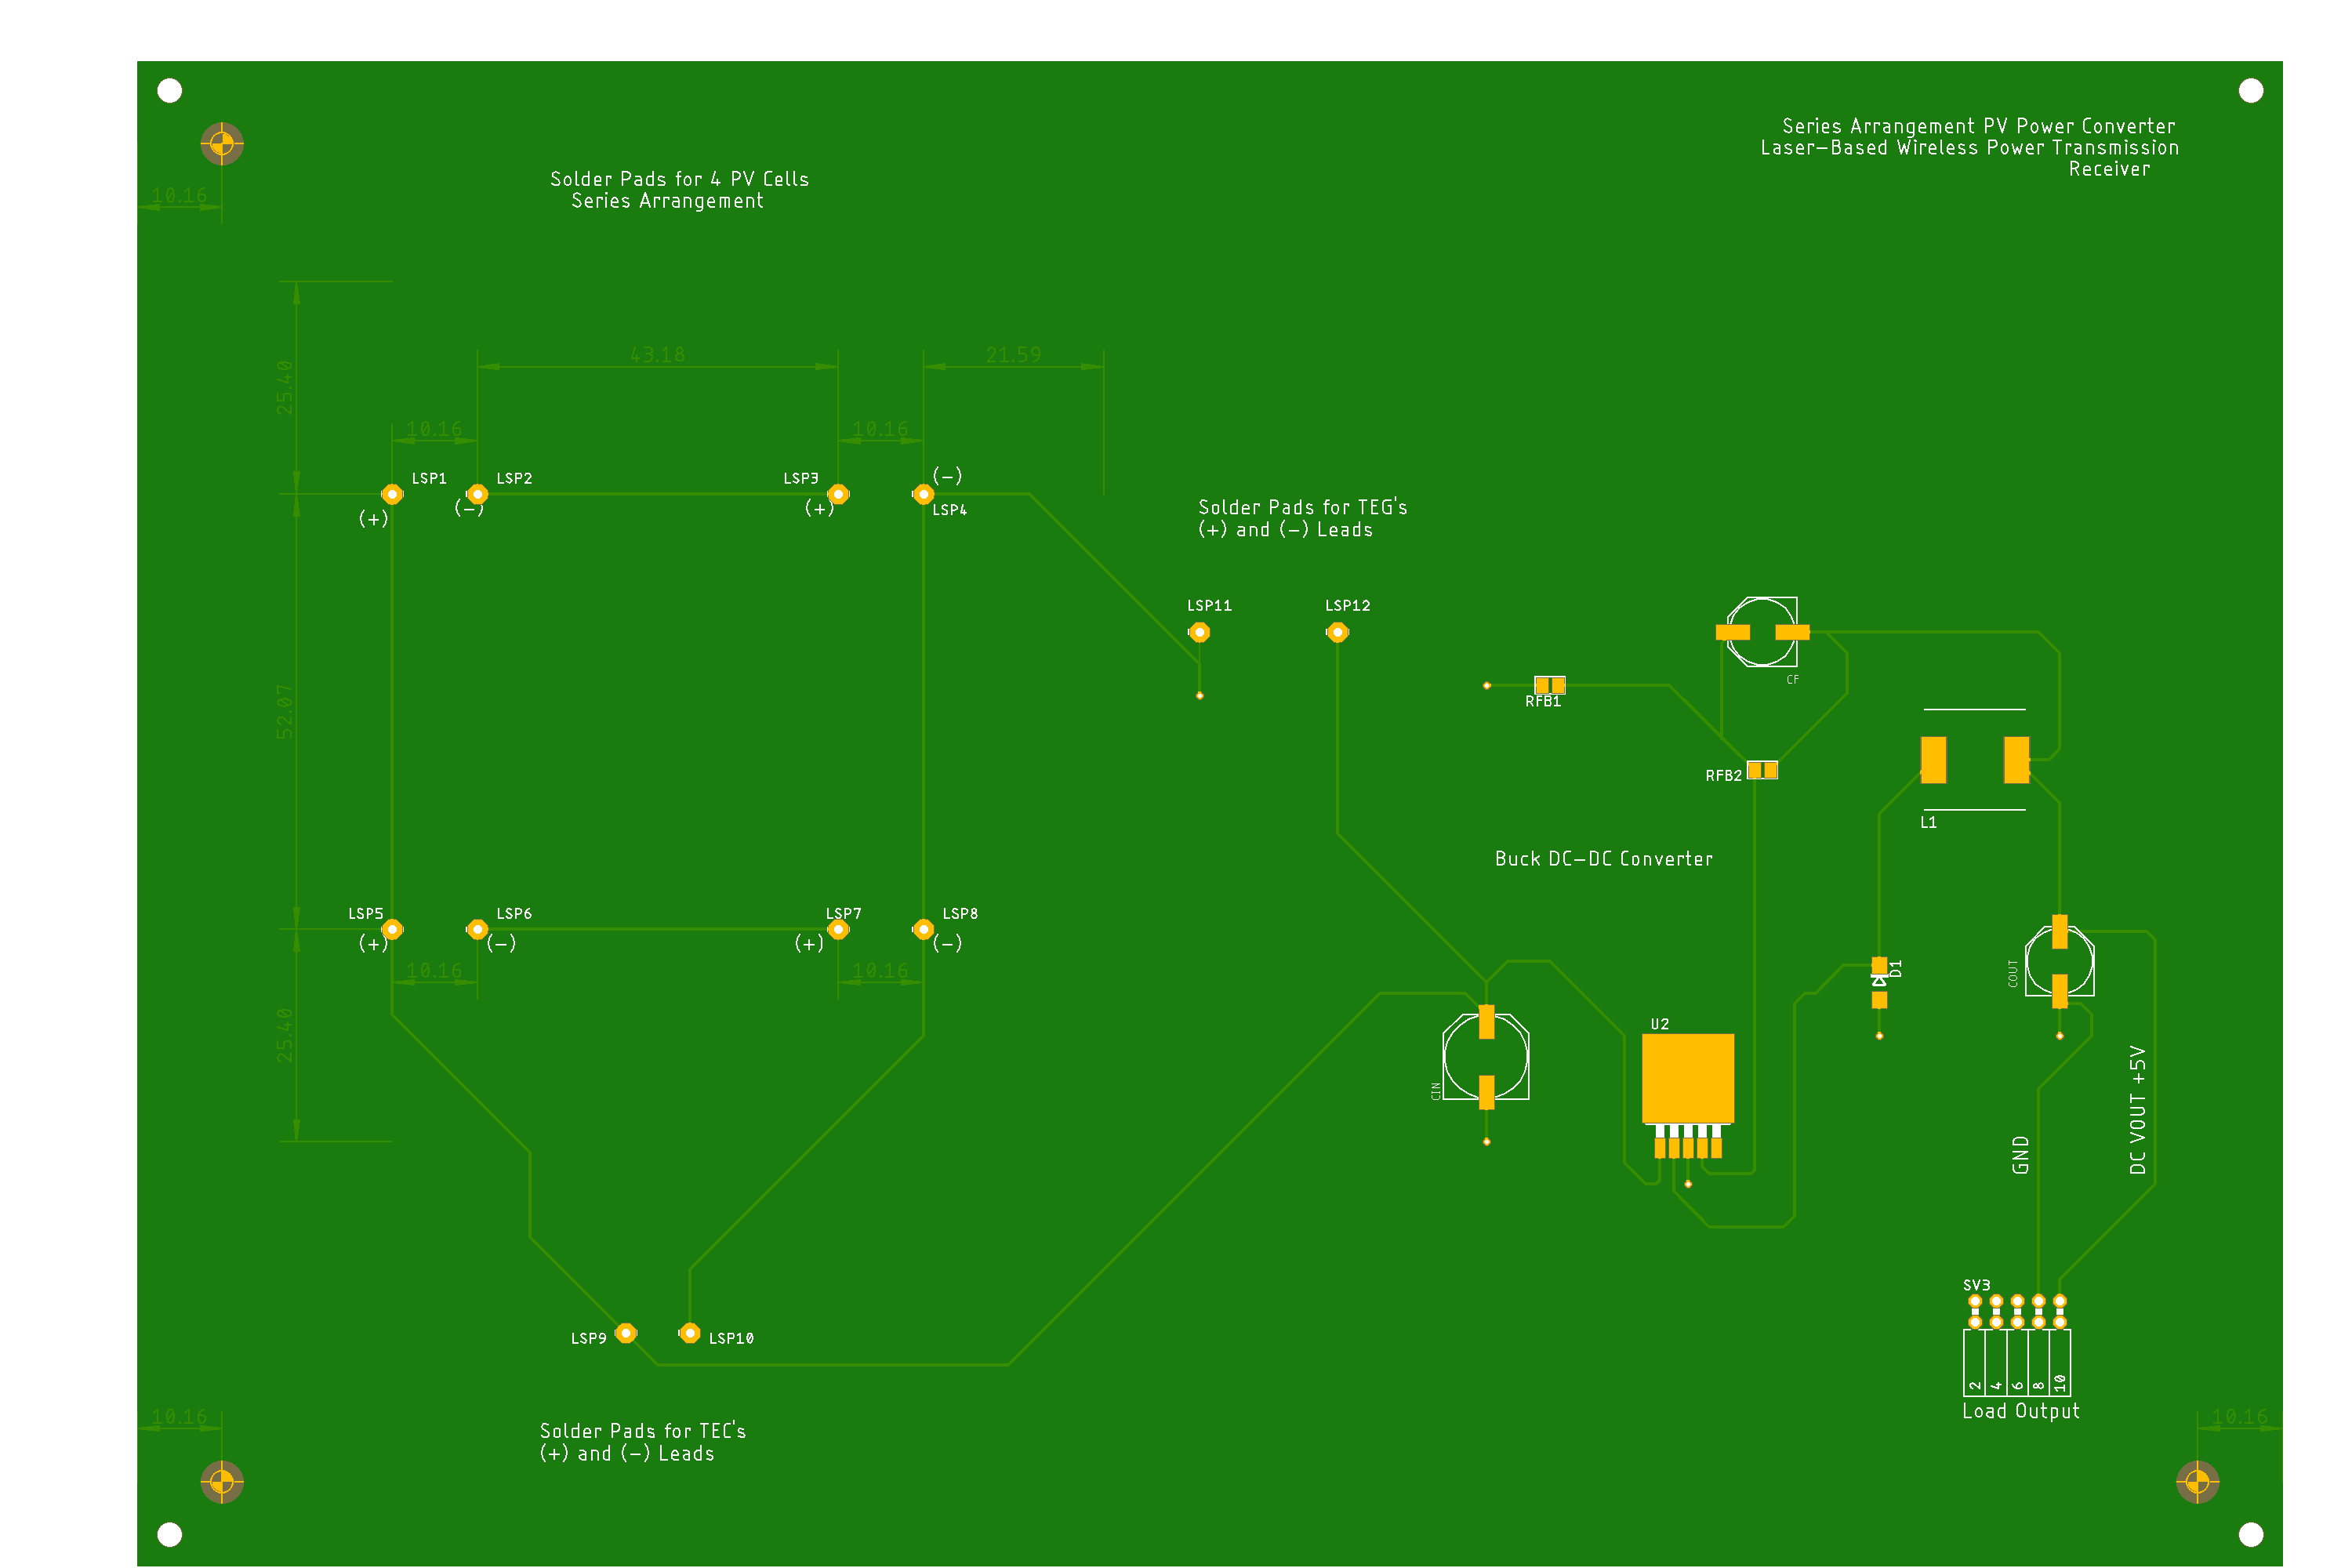 Series Arrangement PV Power Converter
Laser-Based Wireless Power Transmission
Receiver
Solder Pads for 4 PV Cells
Series Arrangement
10.16
43.18
21.59
25.40
10.16
10.16
LSP1
LSP2
LSP3
(-)
LSP4
(+)
(-)
(+)
Solder Pads for TEG's
(+) and (-) Leads
LSP11
LSP12
CF
RFB1
52.07
RFB2
L1
Buck DC-DC Converter
LSP5
LSP6
LSP7
LSP8
(+)
(-)
(+)
(-)
10.16
10.16
D1
COUT
25.40
U2
CIN
GND
DC VOUT +5V
SV3
LSP9
LSP10
2
4
6
8
10
Load Output
10.16
Solder Pads for TEC's
(+) and (-) Leads
10.16